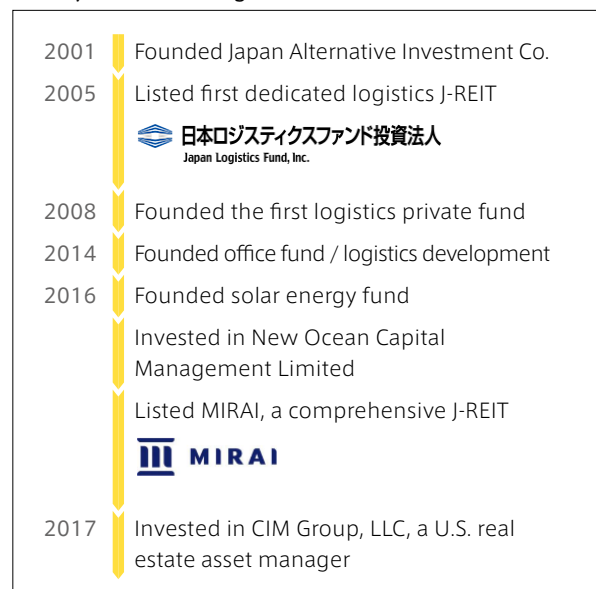 2001 Founded Japan Alternative Investment Co.
2005 Listed first dedicated logistics J-REIT
日本ロジスティクスファンド投資法人
Japan Logistics Fund, Inc.
2008 Founded the first logistics private fund
2014 Founded office fund / logistics development
2016 Founded solar energy fund
Invested in New Ocean Capital
Management Limited
Listed MIRAI, a comprehensive J-REIT
MIRAI
2017 Invested in CIM Group, LLC, a U.S. real
estate asset manager